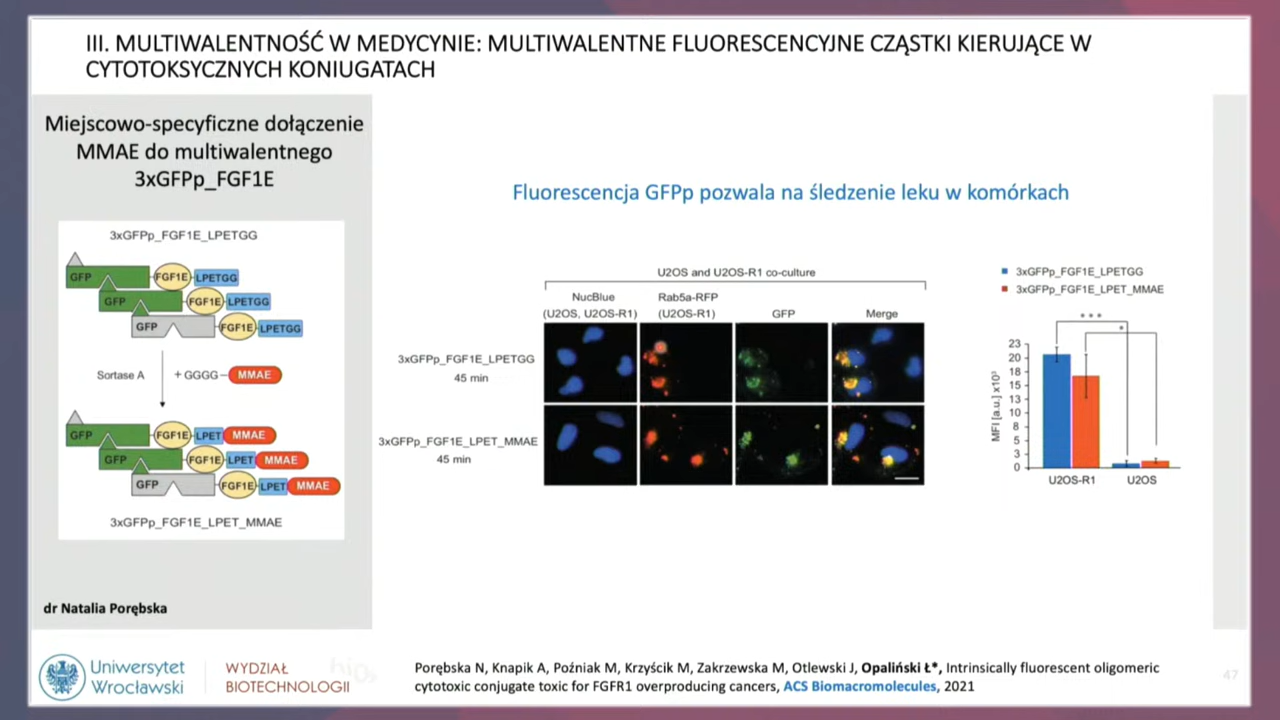 III. MULTIWALENTNOŚĆ W MEDYCYNIE: MULTIWALENTNE FLUORESCENCYJNE CZĄSTKI KIERUJĄCE W
CYTOTOKSYCZNYCH KONIUGATACH
Miejscowo-specyficzne dołączenie
MMAE do multiwalentnego
3xGFPp_FGF1E
3xGFPp_FGF1E_LPETGG
GFP FGF1E LPETGG
GFP FGF1E LPETGG
GFP FGF1E LPETGG
Sortase A + GGGG MMAE
GFP FGF1E LPET MMAE
GFP FGF1E LPET MMAE
GFP FGF1E LPET MMAE
3xGFPp_FGF1E_LPET_MMAE
dr Natalia Porębska
Fluorescencja GFPp pozwala na śledzenie leku w komórkach
U2OS and U2OS-R1 co-culture
NucBlue
(U2OS, U2OS-R1)
Rab5a-RFP
(U2OS-R1)
GFP
Merge
3xGFPp_FGF1E_LPETGG
45 min
3xGFPp_FGF1E_LPET_MMAE
45 min
3xGFPp_FGF1E_LPETGG
3xGFPp_FGF1E_LPET_MMAE
***
*
MFI [a.u.] x10³
23
20
18
15
13
10
8
5
3
0
U2OS-R1 U2OS
Uniwersytet
Wrocławski
WYDZIAŁ
BIOTECHNOLOGII
Porębska N, Knapik A, Poźniak M, Krzyścik M, Zakrzewska M, Otlewski J, Opaliński Ł*, Intrinsically fluorescent oligomeric
cytotoxic conjugate toxic for FGFR1 overproducing cancers, ACS Biomacromolecules, 2021
47